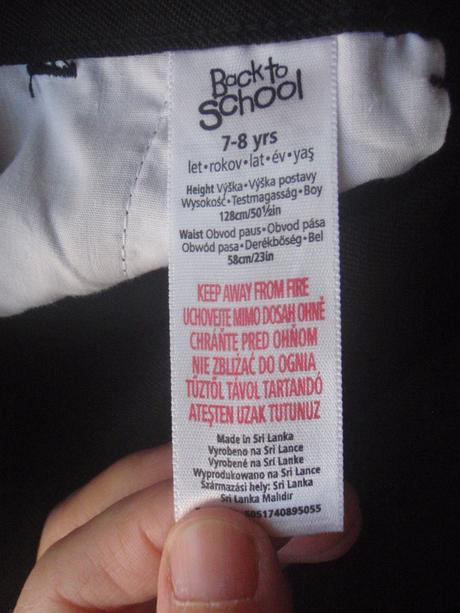 Back to
School
7-8 yrs
let•rokov•lat•év•yaş
Height Výška•Výška postavy
Wysokość•Testmagasság•Boy
128cm/50½in
Waist Obvod paus•Obvod pása
Obwód pasa•Derékbőség•Bel
58cm/23in
KEEP AWAY FROM FIRE
UCHOVEJTE MIMO DOSAH OHNĚ
CHRÁŇTE PRED OHŇOM
NIE ZBLIŻAĆ DO OGNIA
TŰZTŐL TÁVOL TARTANDÓ
ATEŞTEN UZAK TUTUNUZ
Made in Sri Lanka
Vyrobeno na Srí Lance
Vyrobené na Srí Lanke
Wyprodukowano na Sri Lance
Származási hely: Sri Lanka
Sri Lanka Malıdır
5051740895055